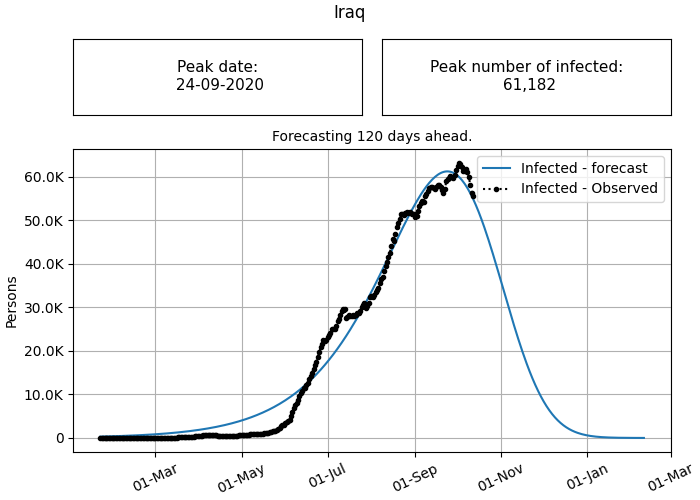 Iraq
Peak date:
24-09-2020
Peak number of infected:
61,182
Forecasting 120 days ahead.
Infected - forecast
Infected - Observed
Persons
60.0K
50.0K
40.0K
30.0K
20.0K
10.0K
0
01-Mar
01-May
01-Jul
01-Sep
01-Nov
01-Jan
01-Mar